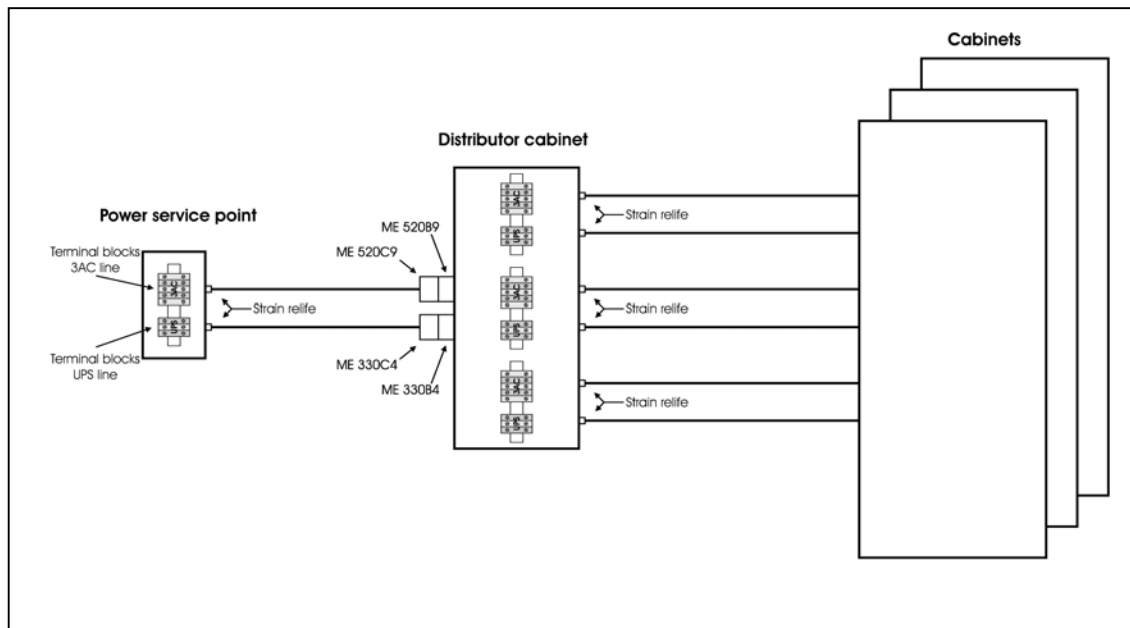 Cabinets
Distributor cabinet
Power service point
Terminal blocks
3AC line
3AC
UPS
Terminal blocks
UPS line
Strain relife
ME 520B9
ME 520C9
ME 330C4
ME 330B4
3AC
UPS
3AC
UPS
3AC
UPS
Strain relife
Strain relife
Strain relife